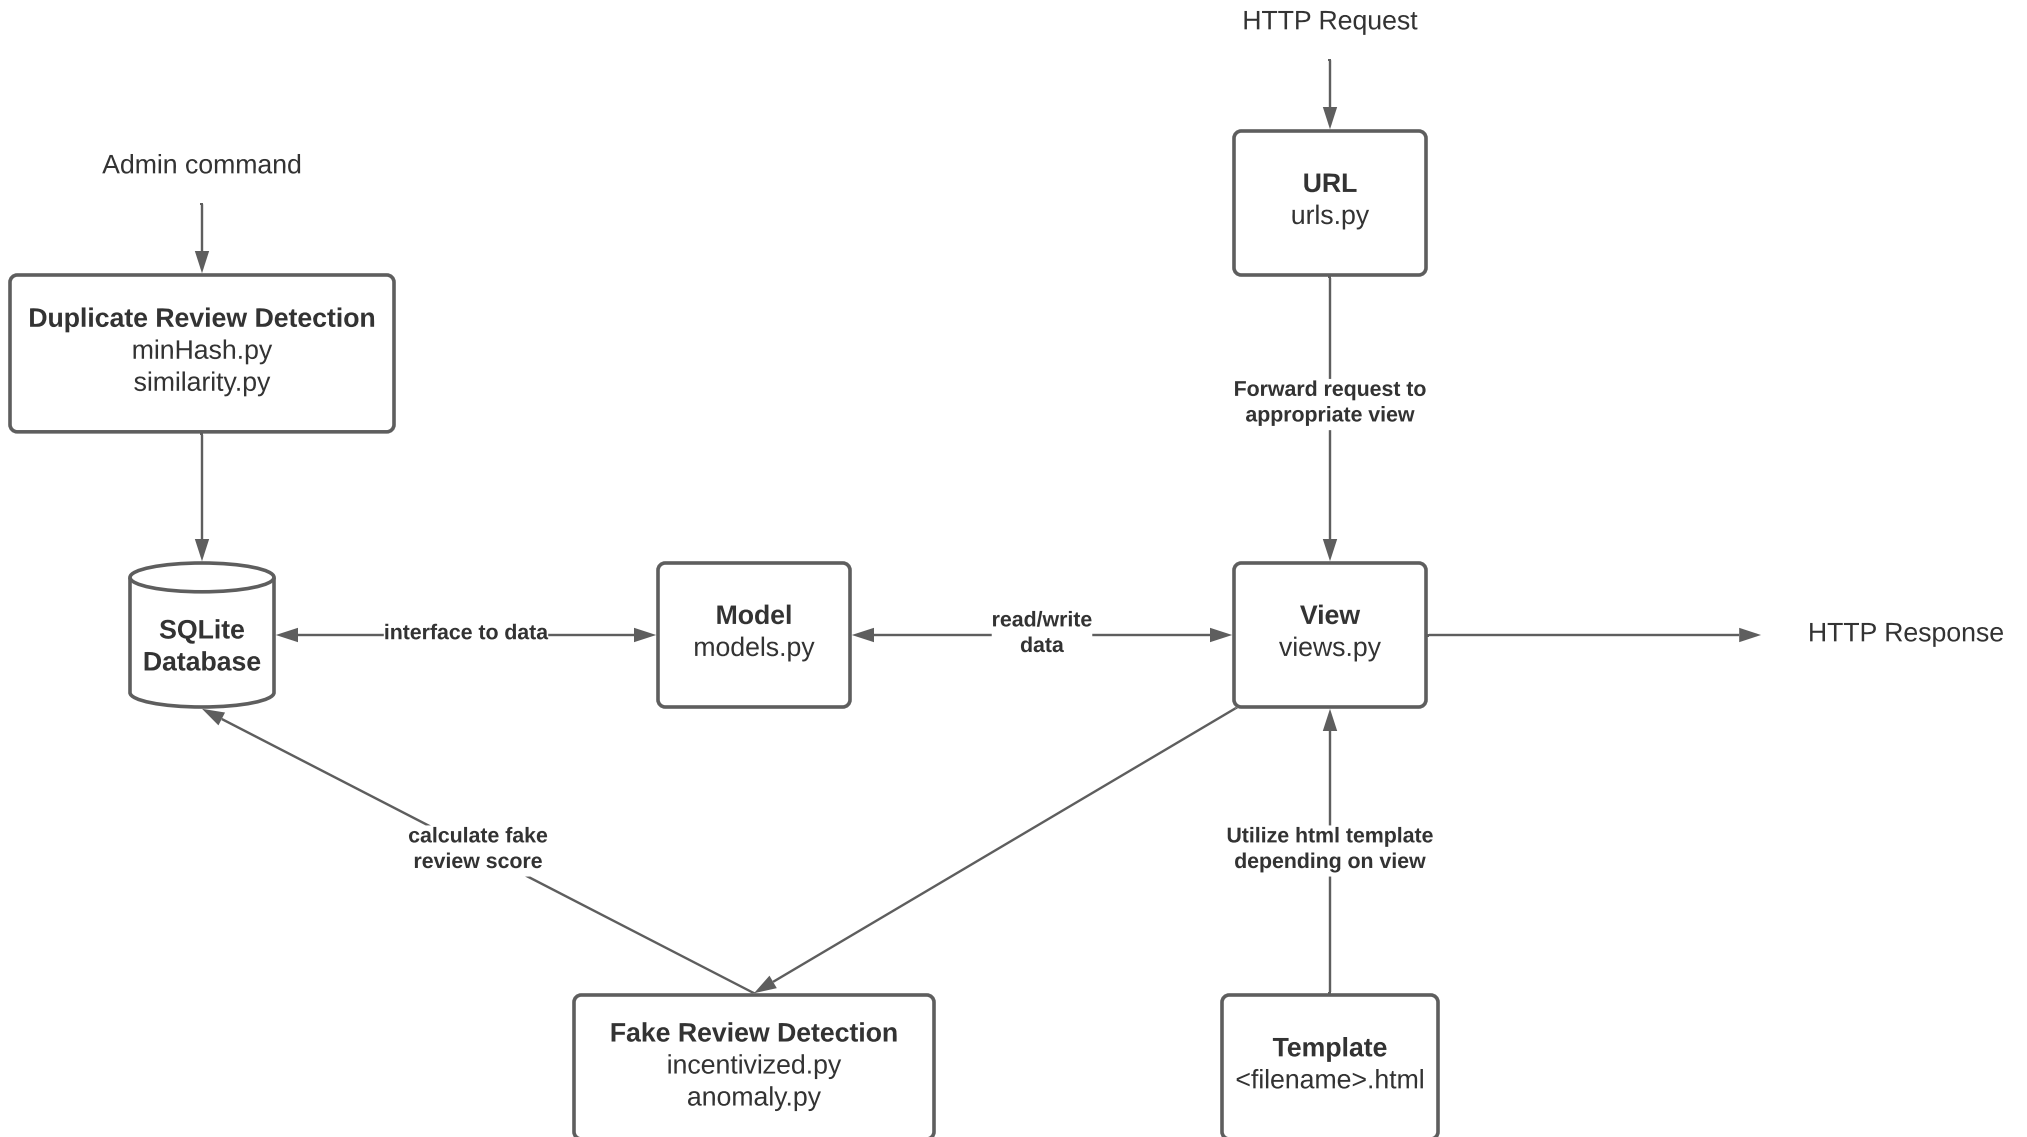 HTTP Request
Admin command
URL
urls.py
Duplicate Review Detection
minHash.py
similarity.py
Forward request to
appropriate view
SQLite
Database
interface to data
Model
models.py
read/write
data
View
views.py
HTTP Response
calculate fake
review score
Utilize html template
depending on view
Fake Review Detection
incentivized.py
anomaly.py
Template
<filename>.html